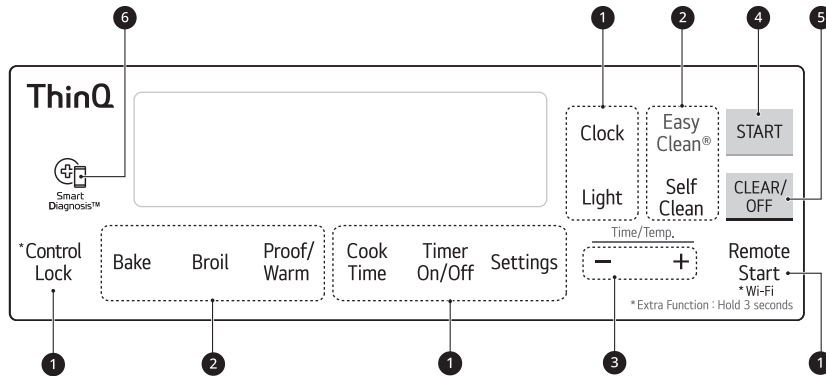 6
1
2
4
5
ThinQ
Clock
Easy
Clean®
START
Smart
Diagnosis™
Light
Self
Clean
CLEAR/
OFF
*Control
Lock
Bake
Broil
Proof/
Warm
Cook
Time
Timer
On/Off
Settings
Time/Temp.
− +
Remote
Start
*Wi-Fi
*Extra Function : Hold 3 seconds
1
2
1
3
1